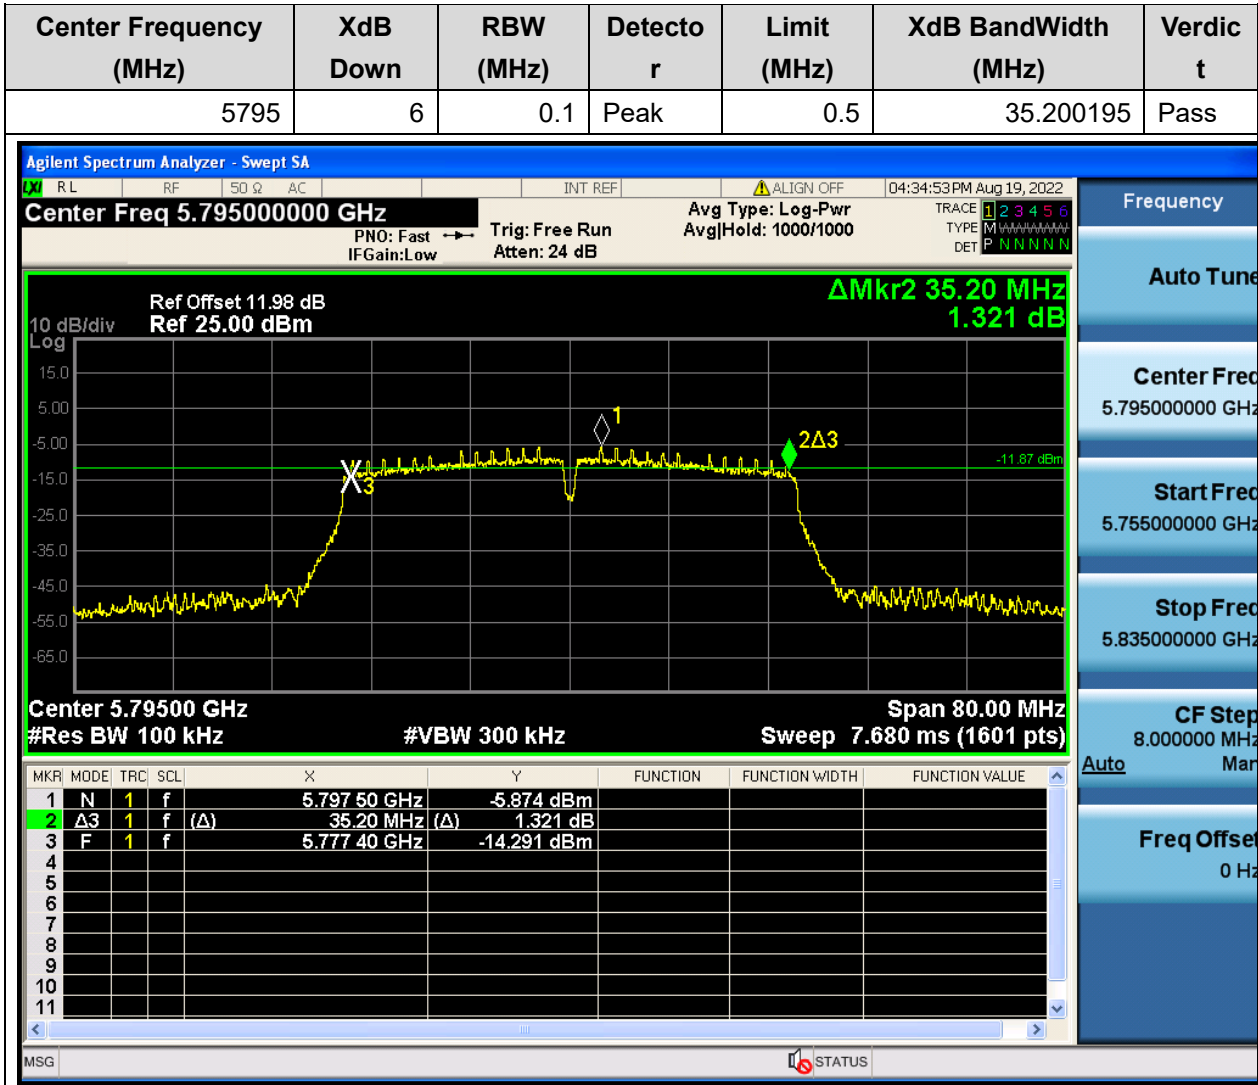 Center Frequency (MHz) XdB Down RBW (MHz) Detecto r Limit (MHz) XdB BandWidth (MHz) Verdic t
5795 6 0.1 Peak 0.5 35.200195 Pass
Agilent Spectrum Analyzer - Swept SA
LXI RL RF 50 Ω AC INT REF ALIGN OFF 04:34:53 PM Aug 19, 2022
Center Freq 5.795000000 GHz
PNO: Fast
IFGain:Low
Trig: Free Run
Atten: 24 dB
Avg Type: Log-Pwr
Avg|Hold: 1000/1000
TRACE 1 2 3 4 5 6
TYPE M
DET P N N N N N
Frequency
Auto Tune
Center Freq
5.795000000 GHz
Start Freq
5.755000000 GHz
Stop Freq
5.835000000 GHz
CF Step
8.000000 MHz
Auto Man
Freq Offset
0 Hz
ΔMkr2 35.20 MHz
1.321 dB
Ref Offset 11.98 dB
10 dB/div Ref 25.00 dBm
Log
15.0
5.00
-5.00
-15.0
-25.0
-35.0
-45.0
-55.0
-65.0
1
2Δ3
-11.87 dBm
3
Center 5.79500 GHz Span 80.00 MHz
#Res BW 100 kHz #VBW 300 kHz Sweep 7.680 ms (1601 pts)
MKR MODE TRC SCL X Y FUNCTION FUNCTION WIDTH FUNCTION VALUE
1 N 1 f 5.797 50 GHz -5.874 dBm
2 Δ3 1 f (Δ) 35.20 MHz (Δ) 1.321 dB
3 F 1 f 5.777 40 GHz -14.291 dBm
4
5
6
7
8
9
10
11
MSG STATUS